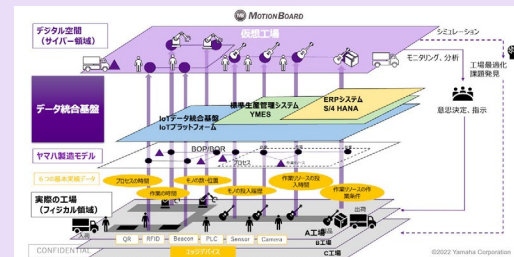 MOTIONBOARD
デジタル空間
（サイバー領域）
仮想工場
シミュレーション
モニタリング、分析
工場最適化
課題発見
意思決定、指示
データ統合基盤
標準生産管理システム
YMES
ERPシステム
S/4 HANA
IoTデータ統合基盤
IoTプラットフォーム
ヤマハ製造モデル
BOP/BOR
プロセス
6つの基本実績データ
プロセスの時間
作業の時間
モノの数・位置
モノの投入履歴
作業リソースの投
入時間
作業リソースの作
業条件
実際の工場
（フィジカル領域）
入荷
出荷
製品
A工場
B工場
C工場
QR
RFID
Beacon
PLC
Sensor
Camera
エッジデバイス
CONFIDENTIAL
©2022 Yamaha Corporation